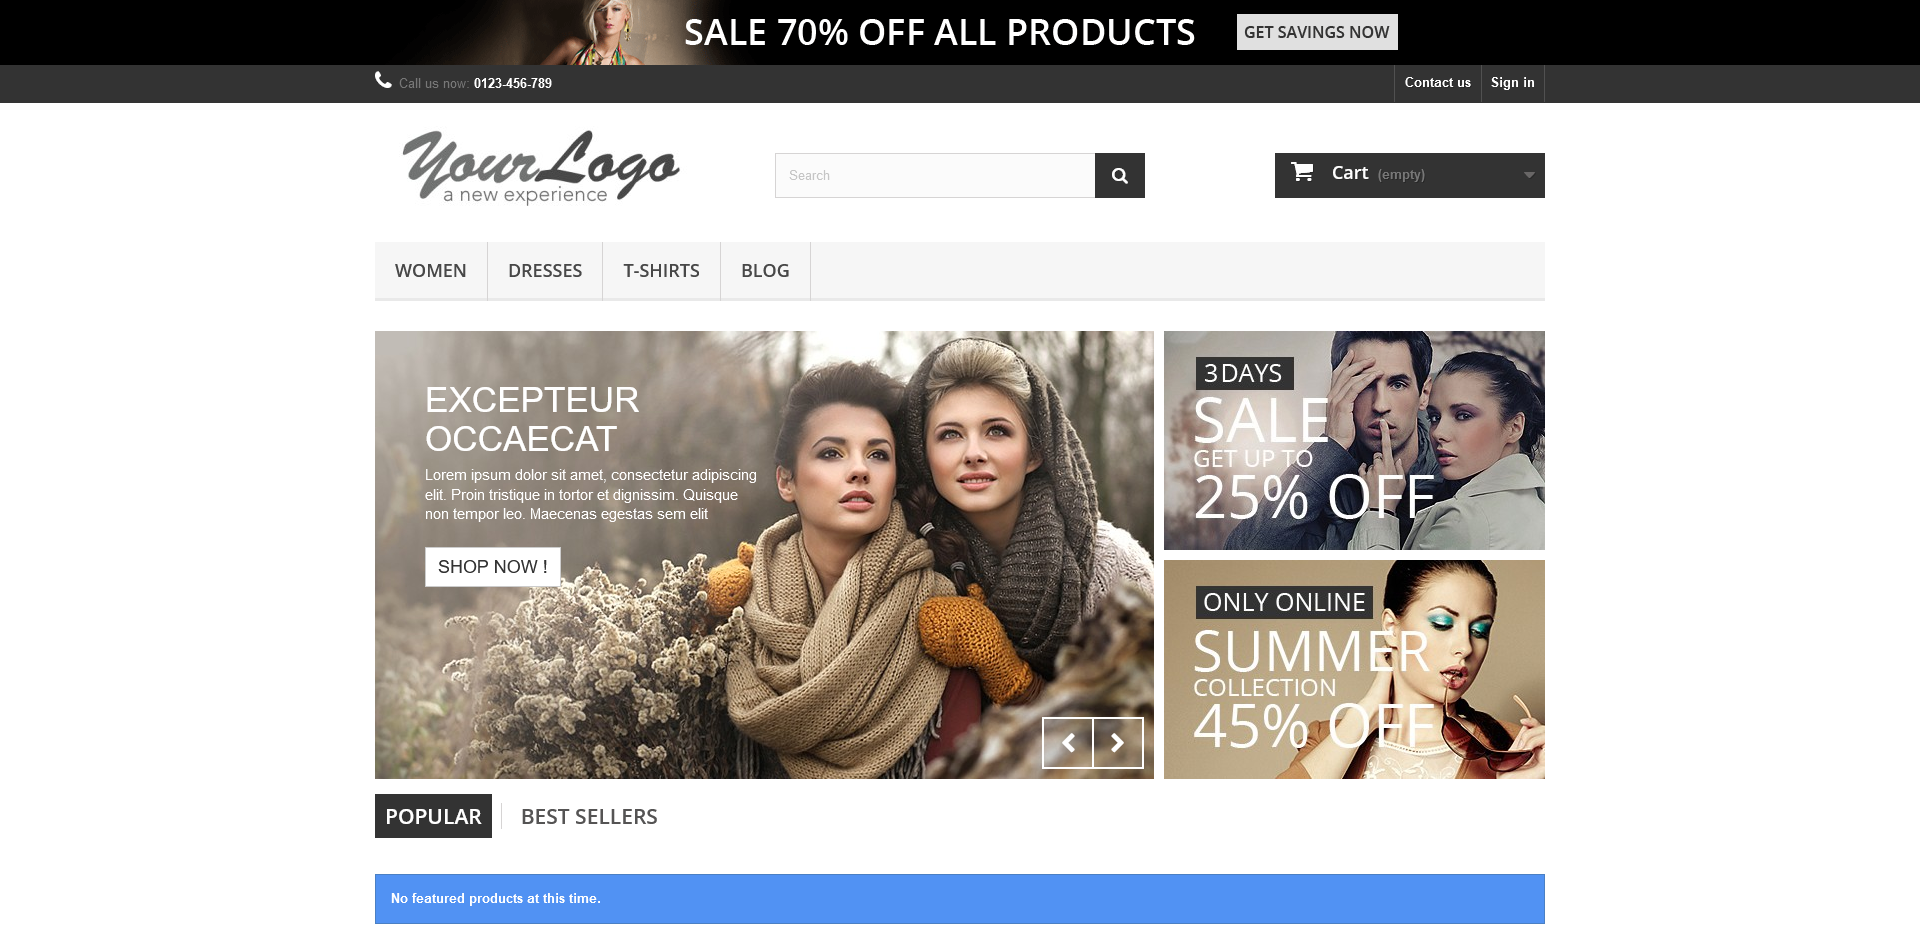 SALE 70% OFF ALL PRODUCTS
GET SAVINGS NOW
Call us now: 0123-456-789
Contact us
Sign in
YourLogo
a new experience
Search
Cart (empty)
WOMEN
DRESSES
T-SHIRTS
BLOG
EXCEPTEUR
OCCAECAT
Lorem ipsum dolor sit amet, consectetur adipiscing
elit. Proin tristique in tortor et dignissim. Quisque
non tempor leo. Maecenas egestas sem elit
SHOP NOW !
3 DAYS
SALE
GET UP TO
25% OFF
ONLY ONLINE
SUMMER
COLLECTION
45% OFF
POPULAR
BEST SELLERS
No featured products at this time.